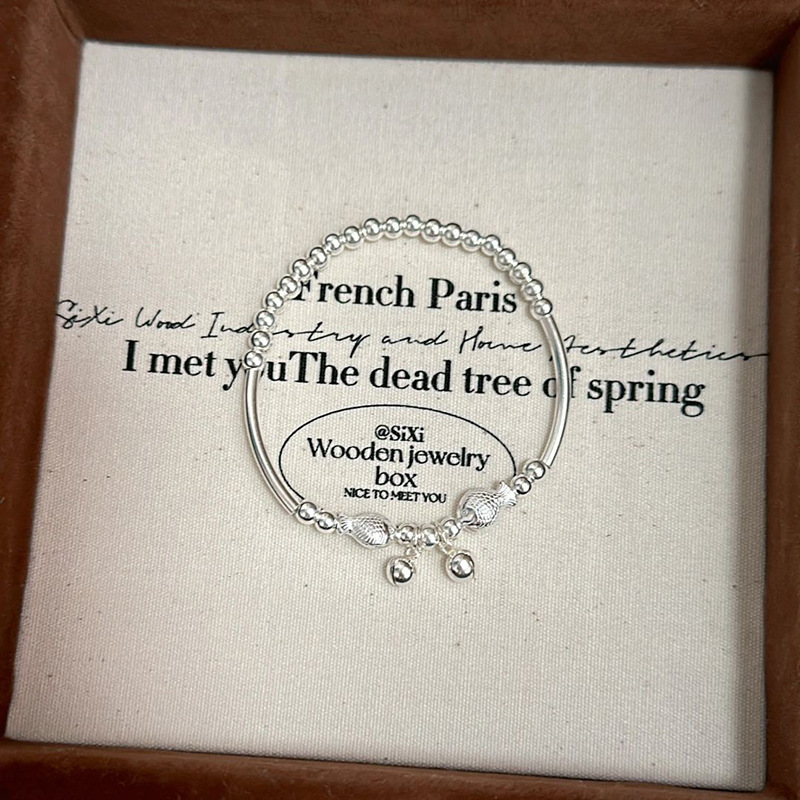 French Paris
SiXi Wood Industry and Home Aesthetics
I met youThe dead tree of spring
@SiXi
Wooden jewelry
box
NICE TO MEET YOU